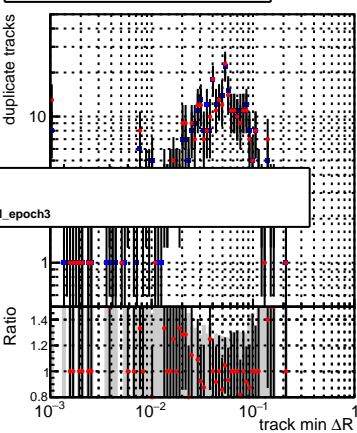 duplicate tracks
10
l_epoch3
1
Ratio
1.4
1.2
1
0.8
10⁻³
10⁻²
10⁻¹
1
track min ΔR